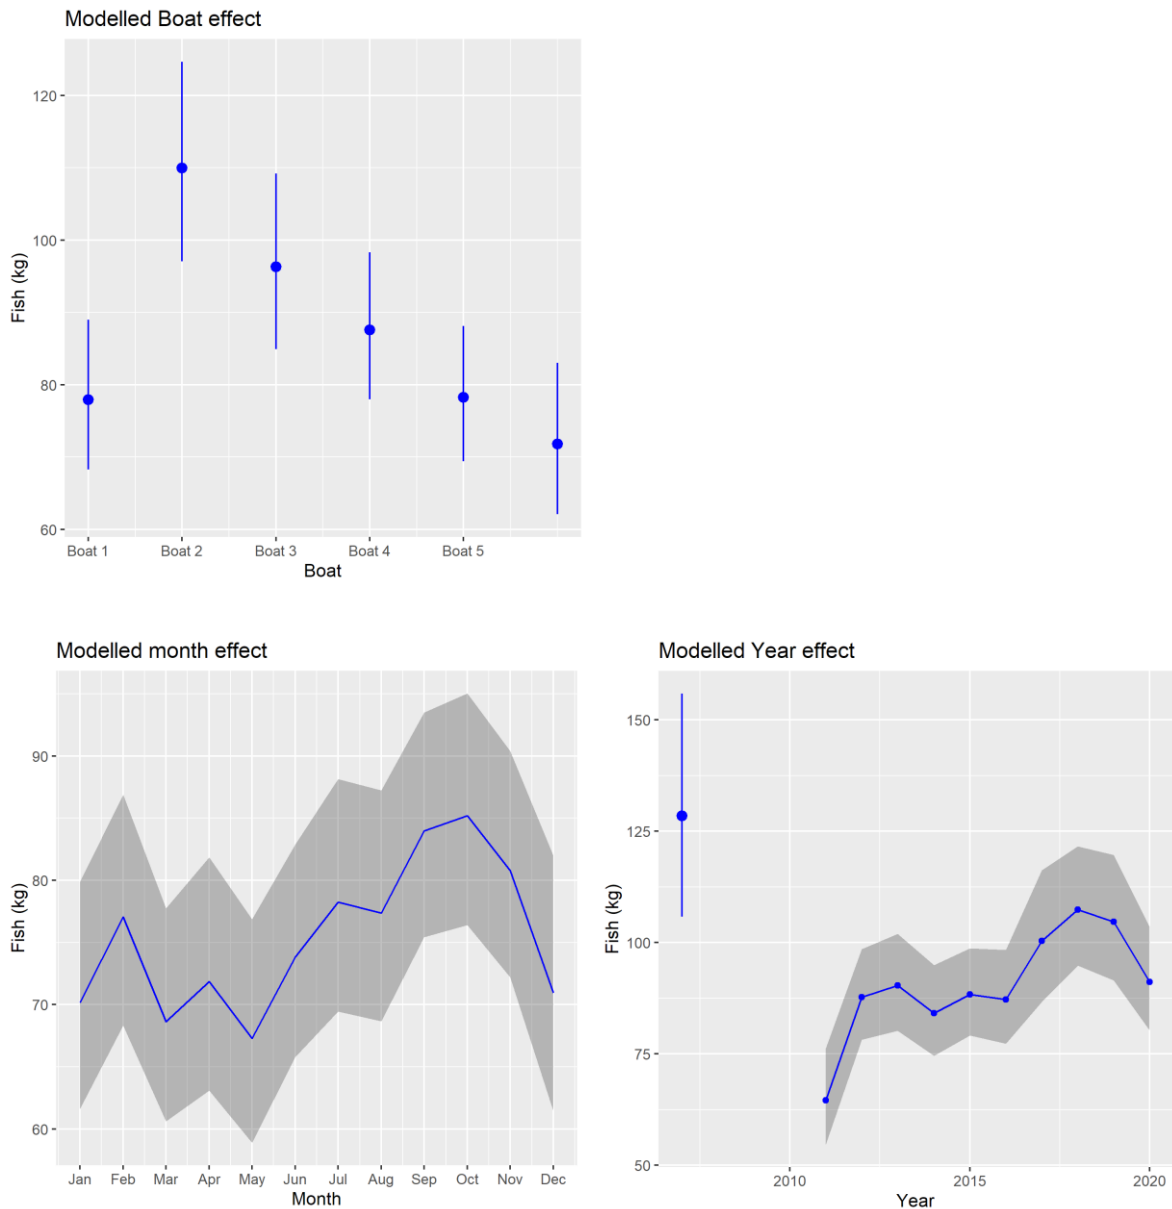 Modelled Boat effect
120
100
80
60
Fish (kg)
Boat 1 Boat 2 Boat 3 Boat 4 Boat 5
Boat
Modelled month effect
90
80
70
60
Fish (kg)
Jan Feb Mar Apr May Jun Jul Aug Sep Oct Nov Dec
Month
Modelled Year effect
150
125
100
75
50
Fish (kg)
2010 2015 2020
Year